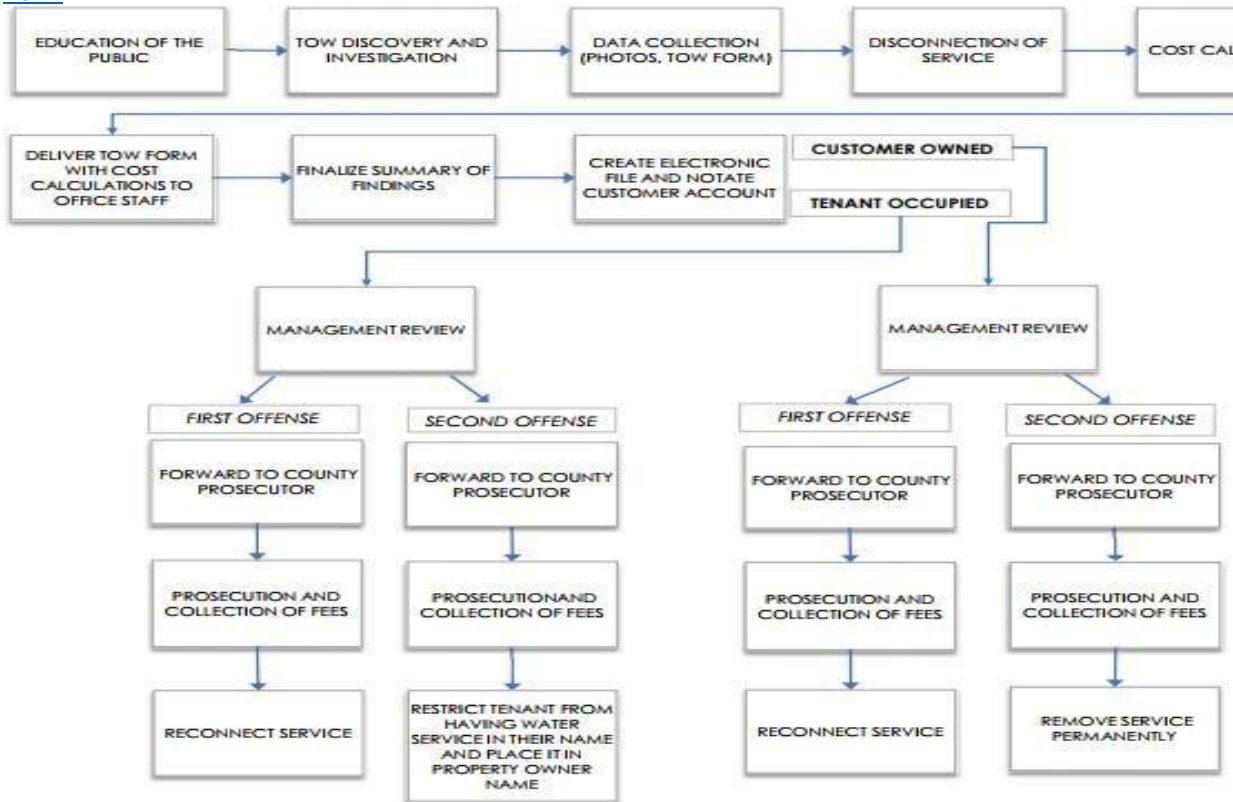 EDUCATION OF THE
PUBLIC
TOW DISCOVERY AND
INVESTIGATION
DATA COLLECTION
(PHOTOS, TOW FORM)
DISCONNECTION OF
SERVICE
COST CAL
DELIVER TOW FORM
WITH COST
CALCULATIONS TO
OFFICE STAFF
FINALIZE SUMMARY OF
FINDINGS
CREATE ELECTRONIC
FILE AND NOTATE
CUSTOMER ACCOUNT
CUSTOMER OWNED
TENANT OCCUPIED
MANAGEMENT REVIEW
MANAGEMENT REVIEW
FIRST OFFENSE
SECOND OFFENSE
FIRST OFFENSE
SECOND OFFENSE
FORWARD TO COUNTY
PROSECUTOR
FORWARD TO COUNTY
PROSECUTOR
FORWARD TO COUNTY
PROSECUTOR
FORWARD TO COUNTY
PROSECUTOR
PROSECUTION AND
COLLECTION OF FEES
PROSECUTIONAND
COLLECTION OF FEES
PROSECUTION AND
COLLECTION OF FEES
PROSECUTION AND
COLLECTION OF FEES
RECONNECT SERVICE
RESTRICT TENANT FROM
HAVING WATER
SERVICE IN THEIR NAME
AND PLACE IT IN
PROPERTY OWNER
NAME
RECONNECT SERVICE
REMOVE SERVICE
PERMANENTLY